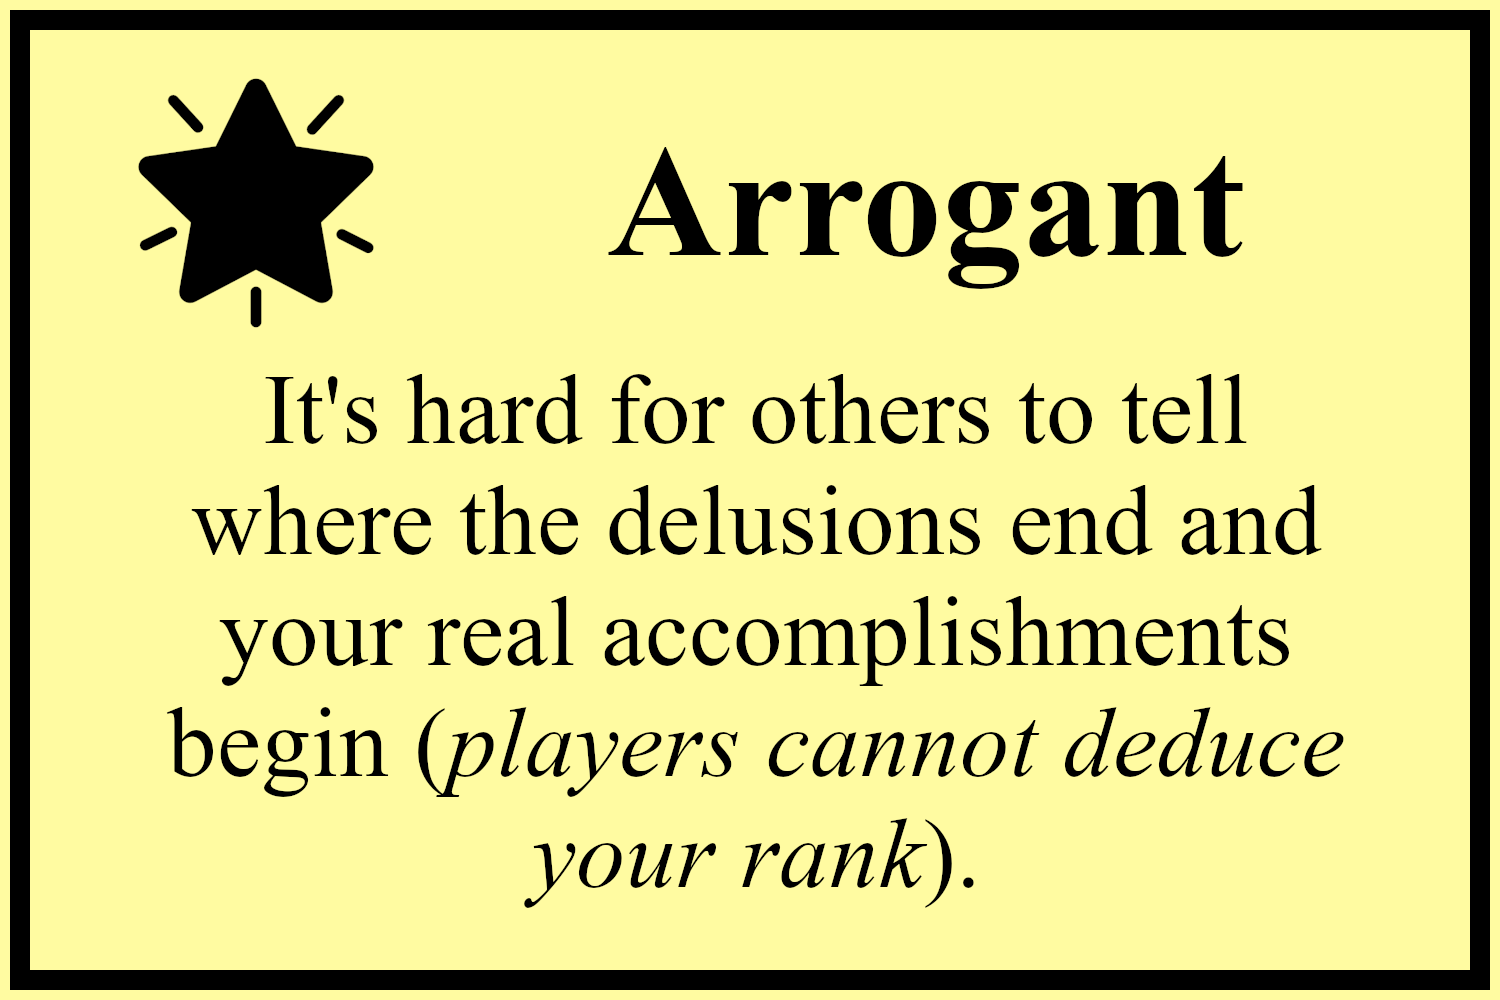 Arrogant
It's hard for others to tell
where the delusions end and
your real accomplishments
begin (players cannot deduce
your rank).